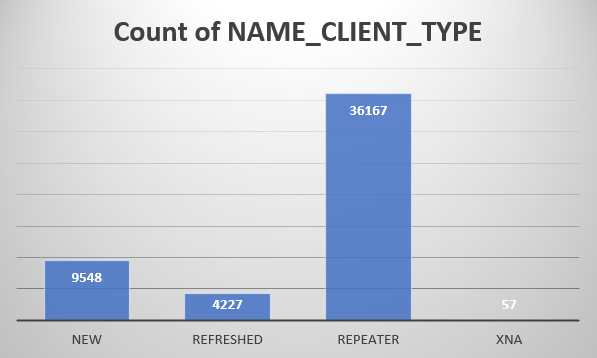 Count of NAME_CLIENT_TYPE
36167
9548
4227
57
NEW REFRESHED REPEATER XNA